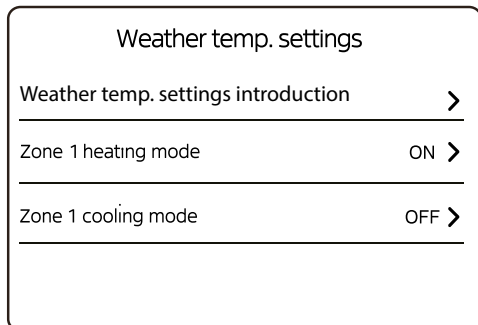 Weather temp. settings
Weather temp. settings introduction
Zone 1 heating mode ON
Zone 1 cooling mode OFF